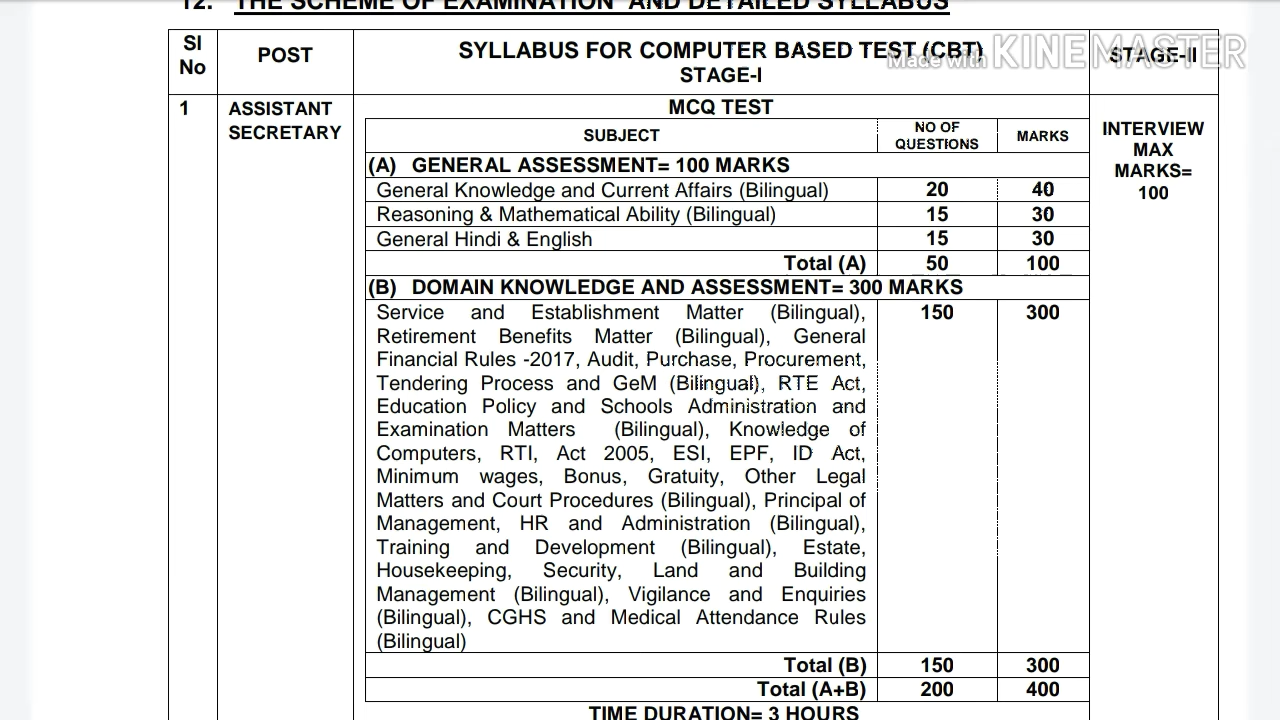 12. THE SCHEME OF EXAMINATION AND DETAILED SYLLABUS
Sl No
POST
SYLLABUS FOR COMPUTER BASED TEST (CBT)
STAGE-I
STAGE-II
Made with KINEMASTER
1
ASSISTANT
SECRETARY
MCQ TEST
SUBJECT
NO OF
QUESTIONS
MARKS
INTERVIEW
MAX
MARKS=
100
(A) GENERAL ASSESSMENT= 100 MARKS
General Knowledge and Current Affairs (Bilingual) 20 40
Reasoning & Mathematical Ability (Bilingual) 15 30
General Hindi & English 15 30
Total (A) 50 100
(B) DOMAIN KNOWLEDGE AND ASSESSMENT= 300 MARKS
Service and Establishment Matter (Bilingual), 150 300
Retirement Benefits Matter (Bilingual), General
Financial Rules -2017, Audit, Purchase, Procurement,
Tendering Process and GeM (Bilingual), RTE Act,
Education Policy and Schools Administration and
Examination Matters (Bilingual), Knowledge of
Computers, RTI, Act 2005, ESI, EPF, ID Act,
Minimum wages, Bonus, Gratuity, Other Legal
Matters and Court Procedures (Bilingual), Principal of
Management, HR and Administration (Bilingual),
Training and Development (Bilingual), Estate,
Housekeeping, Security, Land and Building
Management (Bilingual), Vigilance and Enquiries
(Bilingual), CGHS and Medical Attendance Rules
(Bilingual)
Total (B) 150 300
Total (A+B) 200 400
TIME DURATION= 3 HOURS